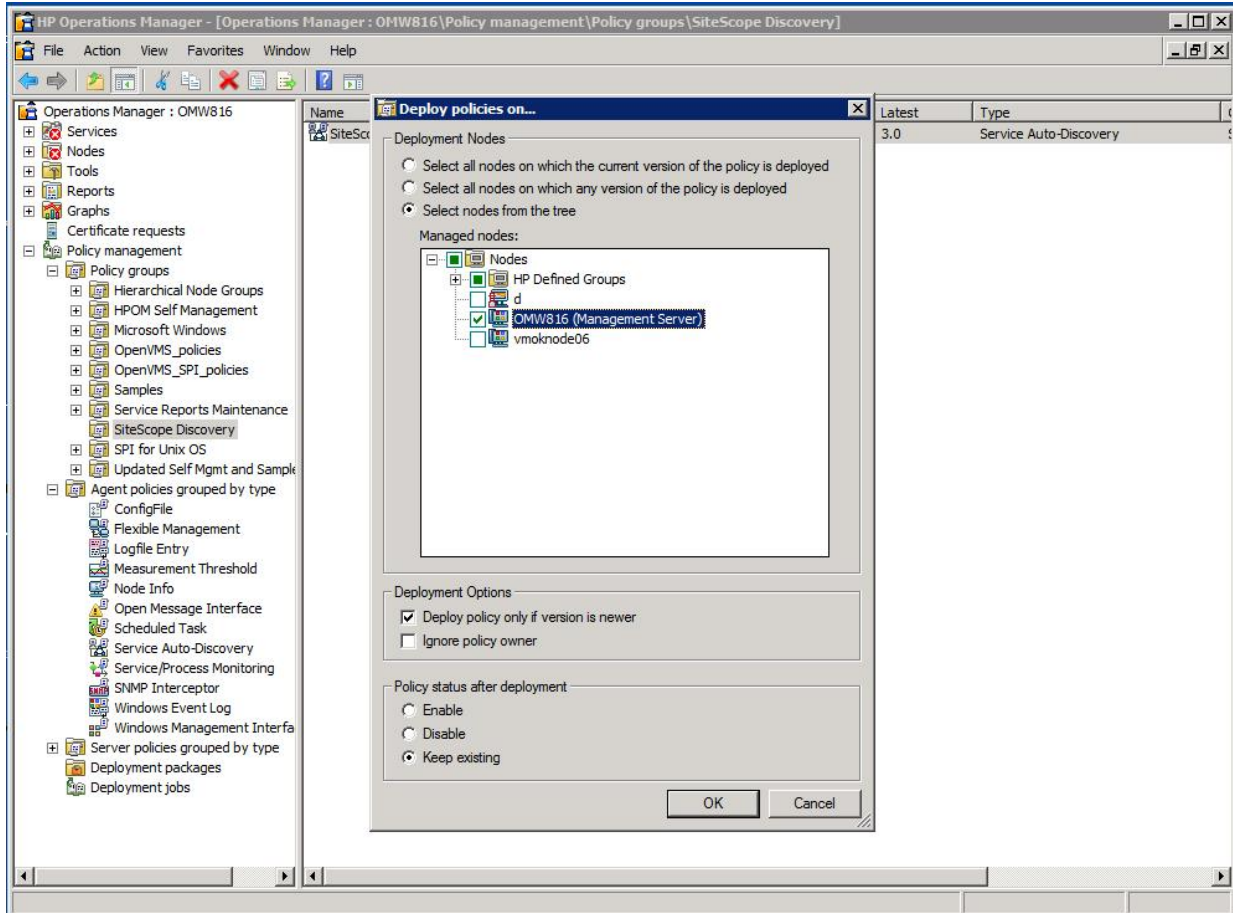 HP Operations Manager - [Operations Manager : OMW816\Policy management\Policy groups\SiteScope Discovery]
File Action View Favorites Window Help
Operations Manager : OMW816
Services
Nodes
Tools
Reports
Graphs
Certificate requests
Policy management
Policy groups
Hierarchical Node Groups
HPOM Self Management
Microsoft Windows
OpenVMS_policies
OpenVMS_SPI_policies
Samples
Service Reports Maintenance
SiteScope Discovery
SPI for Unix OS
Updated Self Mgmt and Sample
Agent policies grouped by type
ConfigFile
Flexible Management
Logfile Entry
Measurement Threshold
Node Info
Open Message Interface
Scheduled Task
Service Auto-Discovery
Service/Process Monitoring
SNMP Interceptor
Windows Event Log
Windows Management Interfa
Server policies grouped by type
Deployment packages
Deployment jobs
Name Latest Type
SiteSco 3.0 Service Auto-Discovery
Deploy policies on...
Deployment Nodes
Select all nodes on which the current version of the policy is deployed
Select all nodes on which any version of the policy is deployed
Select nodes from the tree
Managed nodes:
Nodes
HP Defined Groups
d
OMW816 (Management Server)
vmoknode06
Deployment Options
Deploy policy only if version is newer
Ignore policy owner
Policy status after deployment
Enable
Disable
Keep existing
OK Cancel